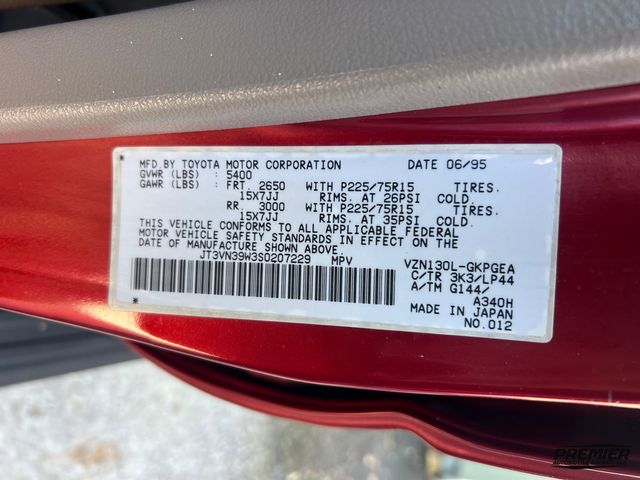 MFD.BY TOYOTA MOTOR CORPORATION DATE 06/95
GVWR (LBS) : 5400
GAWR (LBS) : FRT. 2650 WITH P225/75R15 TIRES.
15X7JJ RIMS. AT 26PSI COLD.
RR. 3000 WITH P225/75R15 TIRES.
15X7JJ RIMS. AT 35PSI COLD.
THIS VEHICLE CONFORMS TO ALL APPLICABLE FEDERAL
MOTOR VEHICLE SAFETY STANDARDS IN EFFECT ON THE
DATE OF MANUFACTURE SHOWN ABOVE.
JT3VN39W3S0207229 MPV VZN130L-GKPGEA
C/TR 3K3/LP44
A/TM G144/
A340H
MADE IN JAPAN
NO.012
PREMIER